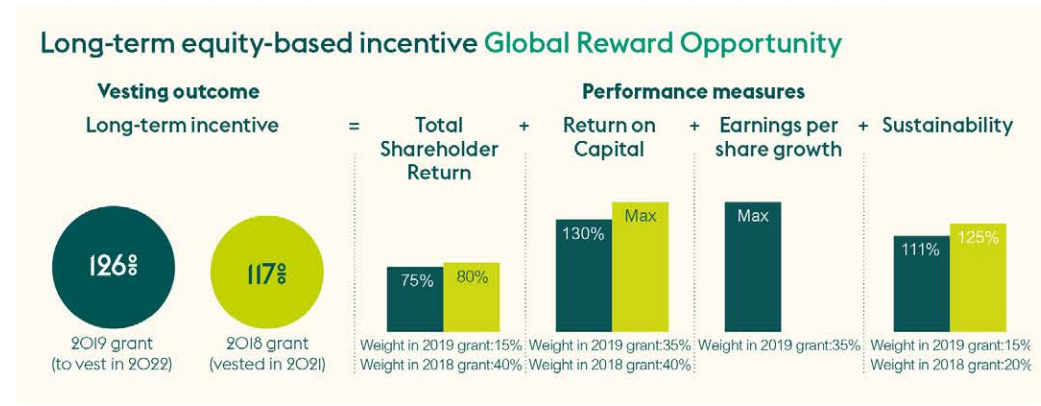 Long-term equity-based incentive Global Reward Opportunity
Vesting outcome
Performance measures
Long-term incentive
=
Total
Shareholder
Return
+
Return on
Capital
+
Earnings per
share growth
+
Sustainability
126%
117%
75%
80%
130%
Max
Max
111%
125%
2019 grant
(to vest in 2022)
2018 grant
(vested in 2021)
Weight in 2019 grant:15%
Weight in 2018 grant:40%
Weight in 2019 grant:35%
Weight in 2018 grant:40%
Weight in 2019 grant:35%
Weight in 2019 grant:15%
Weight in 2018 grant:20%